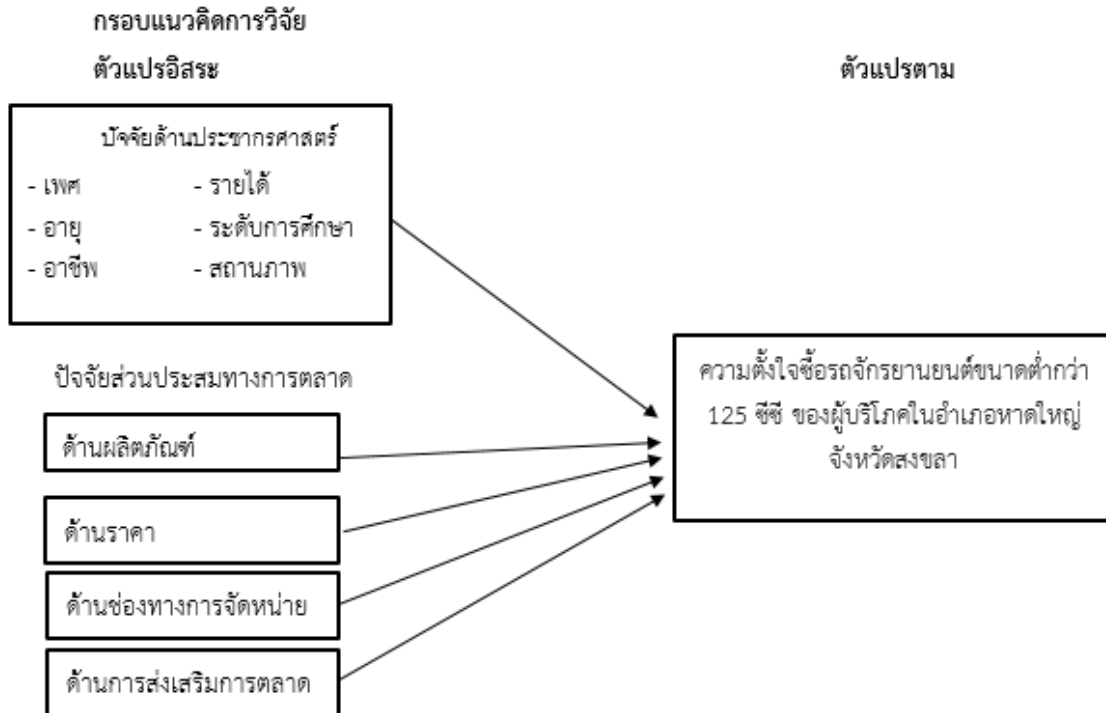 กรอบแนวคิดการวิจัย
ตัวแปรอิสระ
ตัวแปรตาม
ปัจจัยด้านประชากรศาสตร์
- เพศ - รายได้
- อายุ - ระดับการศึกษา
- อาชีพ - สถานภาพ
ปัจจัยส่วนประสมทางการตลาด
ด้านผลิตภัณฑ์
ด้านราคา
ด้านช่องทางการจัดหน่าย
ด้านการส่งเสริมการตลาด
ความตั้งใจซื้อรถจักรยานยนต์ขนาดต่ำกว่า
125 ซีซี ของผู้บริโภคในอำเภอหาดใหญ่
จังหวัดสงขลา